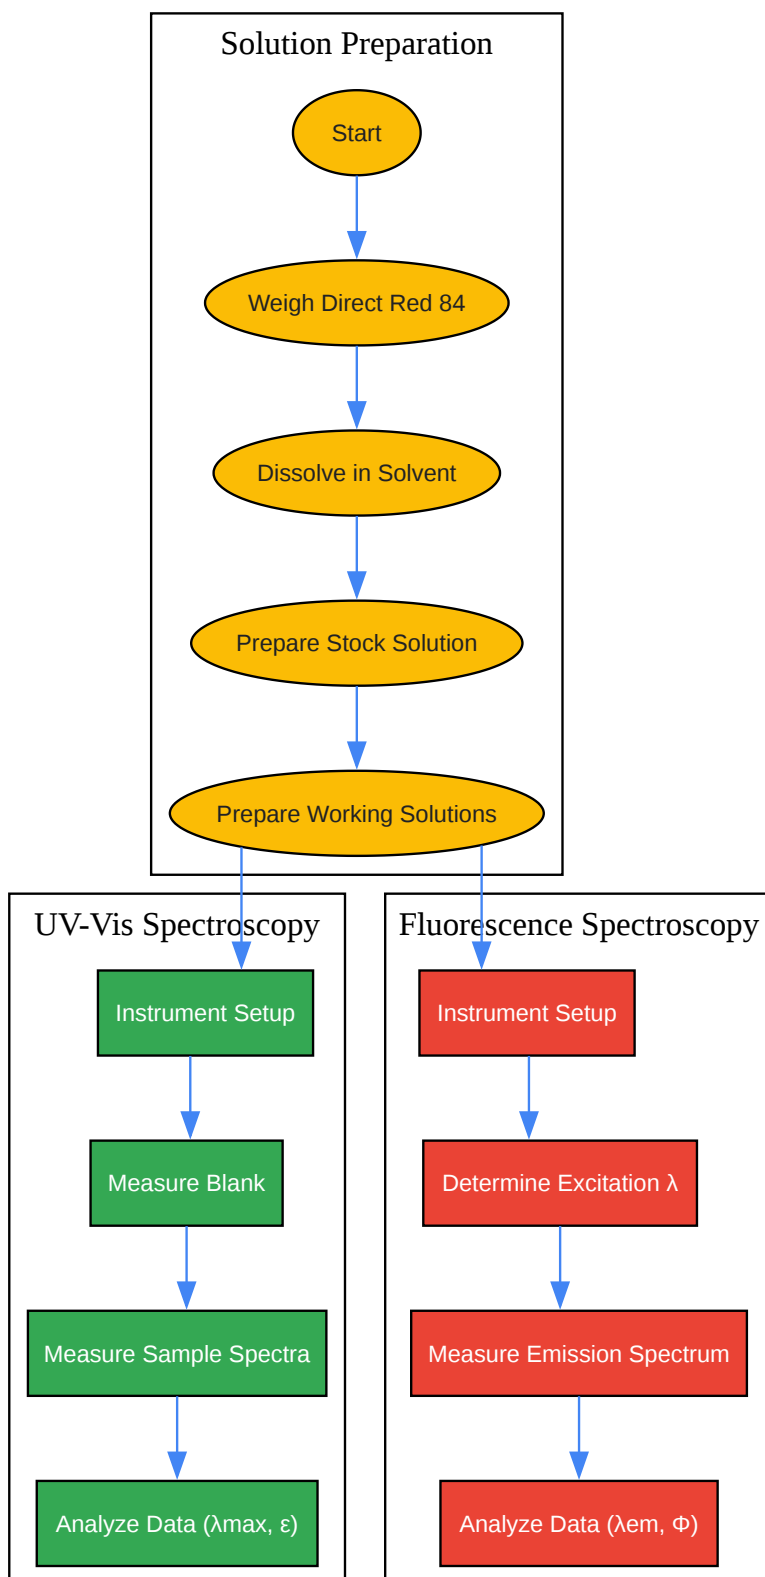 Solution Preparation
Start
Weigh Direct Red 84
Dissolve in Solvent
Prepare Stock Solution
Prepare Working Solutions
UV-Vis Spectroscopy
Instrument Setup
Measure Blank
Measure Sample Spectra
Analyze Data (λmax, ε)
Fluorescence Spectroscopy
Instrument Setup
Determine Excitation λ
Measure Emission Spectrum
Analyze Data (λem, Φ)